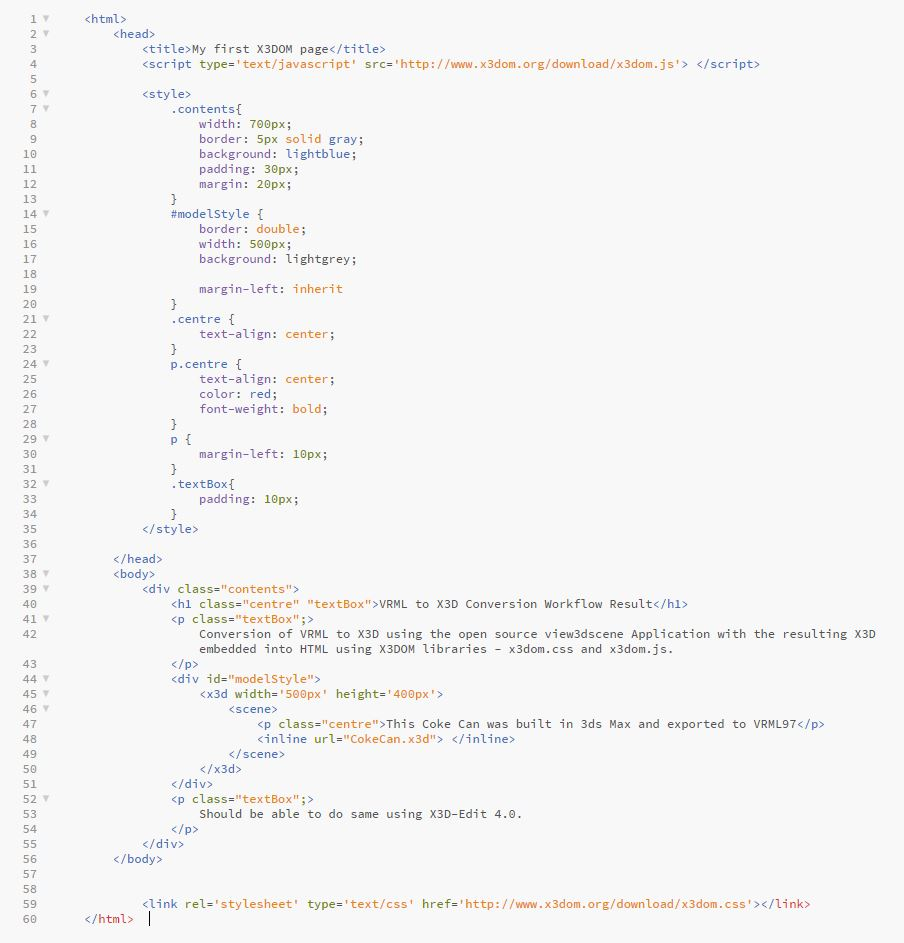 1 <html>
2 <head>
3 <title>My first X3DOM page</title>
4 <script type='text/javascript' src='http://www.x3dom.org/download/x3dom.js'> </script>
5
6 <style>
7 .contents{
8 width: 700px;
9 border: 5px solid gray;
10 background: lightblue;
11 padding: 30px;
12 margin: 20px;
13 }
14 #modelStyle {
15 border: double;
16 width: 500px;
17 background: lightgrey;
18
19 margin-left: inherit
20 }
21 .centre {
22 text-align: center;
23 }
24 p.centre {
25 text-align: center;
26 color: red;
27 font-weight: bold;
28 }
29 p {
30 margin-left: 10px;
31 }
32 .textBox{
33 padding: 10px;
34 }
35 </style>
36
37 </head>
38 <body>
39 <div class="contents">
40 <h1 class="centre" "textBox">VRML to X3D Conversion Workflow Result</h1>
41 <p class="textBox";>
42 Conversion of VRML to X3D using the open source view3dscene Application with the resulting X3D
embedded into HTML using X3DOM libraries - x3dom.css and x3dom.js.
43 </p>
44 <div id="modelStyle">
45 <x3d width='500px' height='400px'>
46 <scene>
47 <p class="centre">This Coke Can was built in 3ds Max and exported to VRML97</p>
48 <inline url="CokeCan.x3d"> </inline>
49 </scene>
50 </x3d>
51 </div>
52 <p class="textBox";>
53 Should be able to do same using X3D-Edit 4.0.
54 </p>
55 </div>
56 </body>
57
58
59 <link rel='stylesheet' type='text/css' href='http://www.x3dom.org/download/x3dom.css'></link>
60 </html>